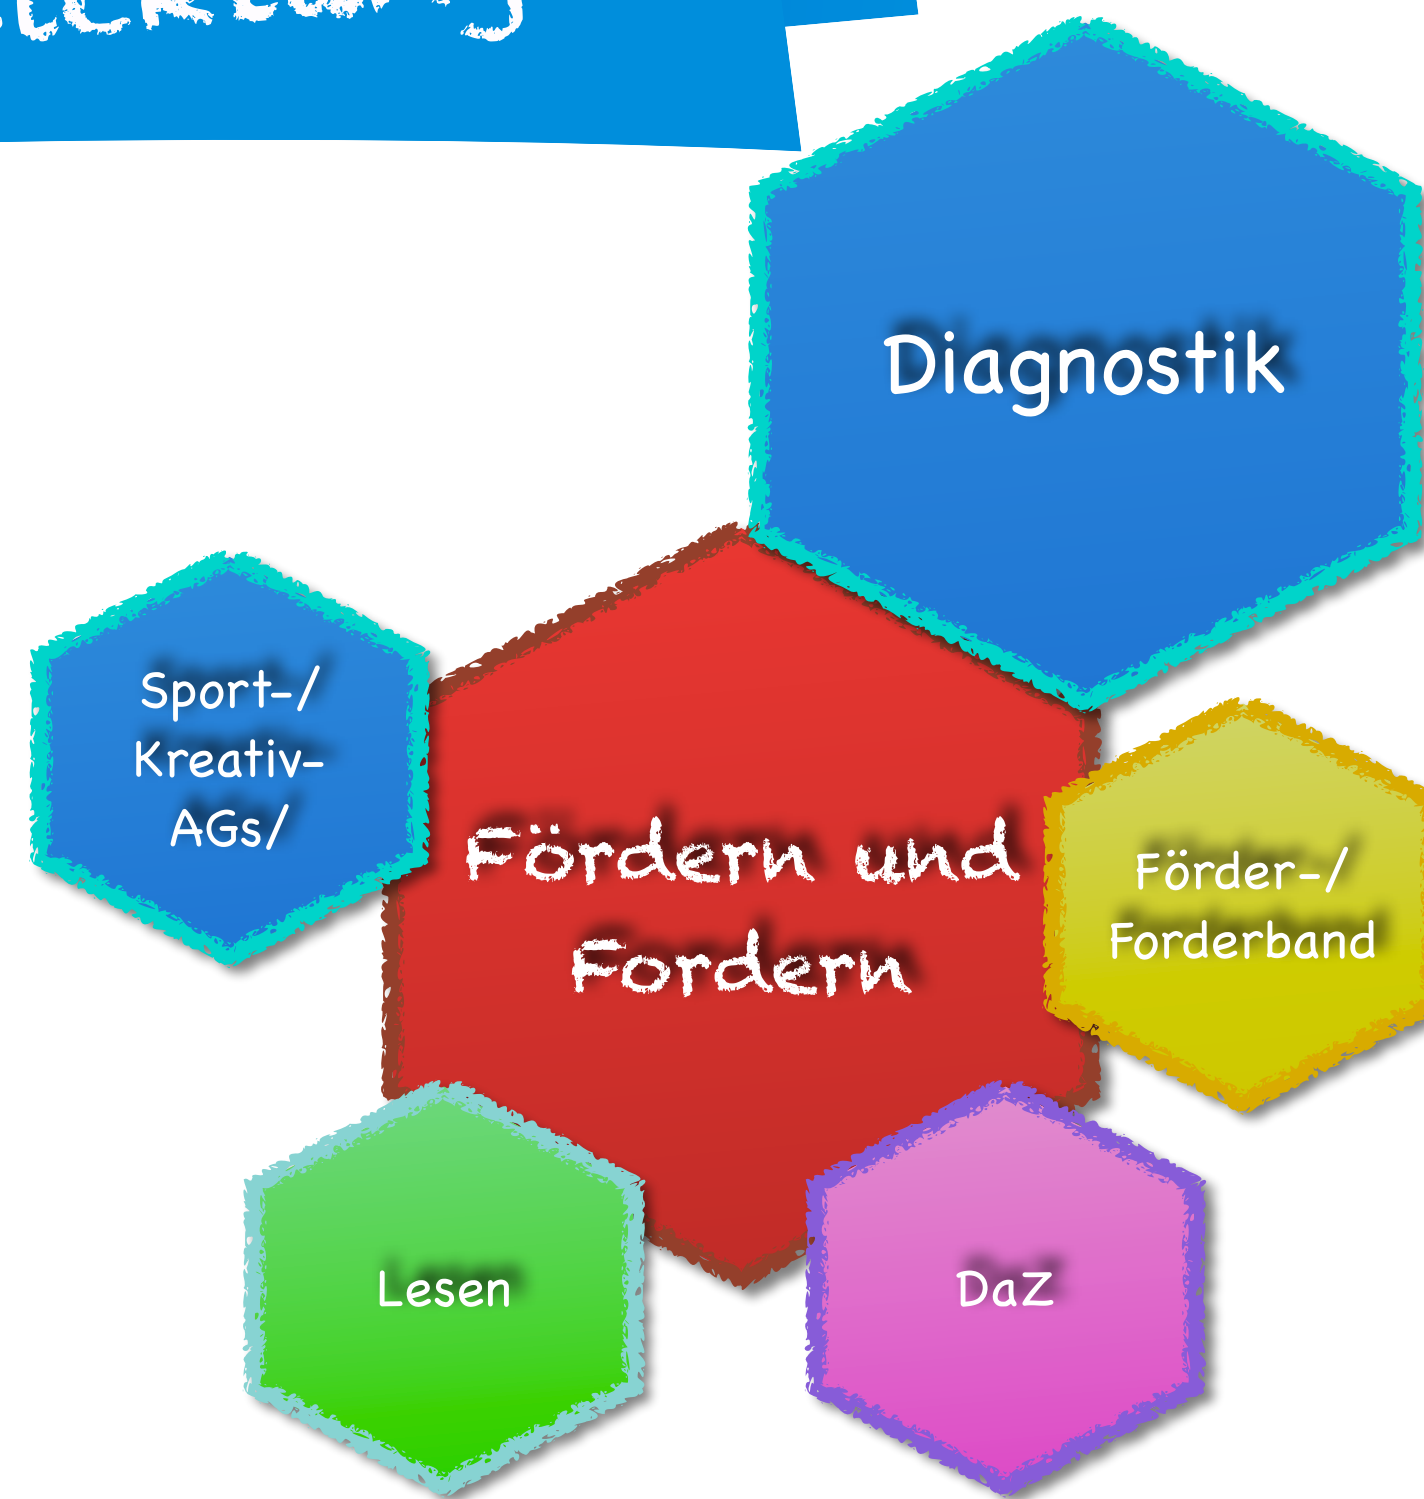 Diagnostik
Sport-/
Kreativ-
AGs/
Fördern und
Fordern
Förder-/
Forderband
Lesen
DaZ